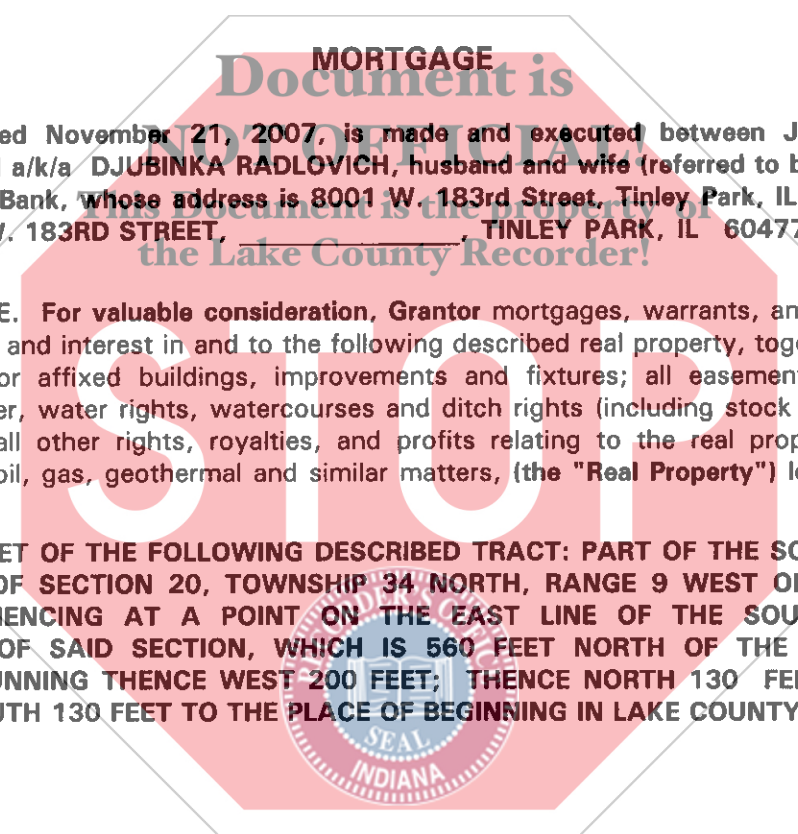 MORTGAGE
Document is
ed November 21, 2007, is made and executed between J
NOT OFFICIAL!
a/k/a DJUBINKA RADLOVICH, husband and wife (referred to b
Bank, whose address is 8001 W. 183rd Street, Tinley Park, IL
This Document is the property of
W. 183RD STREET, _______________, TINLEY PARK, IL 60477
the Lake County Recorder!
E. For valuable consideration, Grantor mortgages, warrants, an
and interest in and to the following described real property, toge
or affixed buildings, improvements and fixtures; all easement
er, water rights, watercourses and ditch rights (including stock
all other rights, royalties, and profits relating to the real prop
oil, gas, geothermal and similar matters, (the "Real Property") l
STOP
ET OF THE FOLLOWING DESCRIBED TRACT: PART OF THE SO
OF SECTION 20, TOWNSHIP 34 NORTH, RANGE 9 WEST O
MENCING AT A POINT ON THE EAST LINE OF THE SOU
OF SAID SECTION, WHICH IS 560 FEET NORTH OF THE
UNNING THENCE WEST 200 FEET; THENCE NORTH 130 FEE
UTH 130 FEET TO THE PLACE OF BEGINNING IN LAKE COUNTY
RECORDER'S OFFICE
SEAL
INDIANA